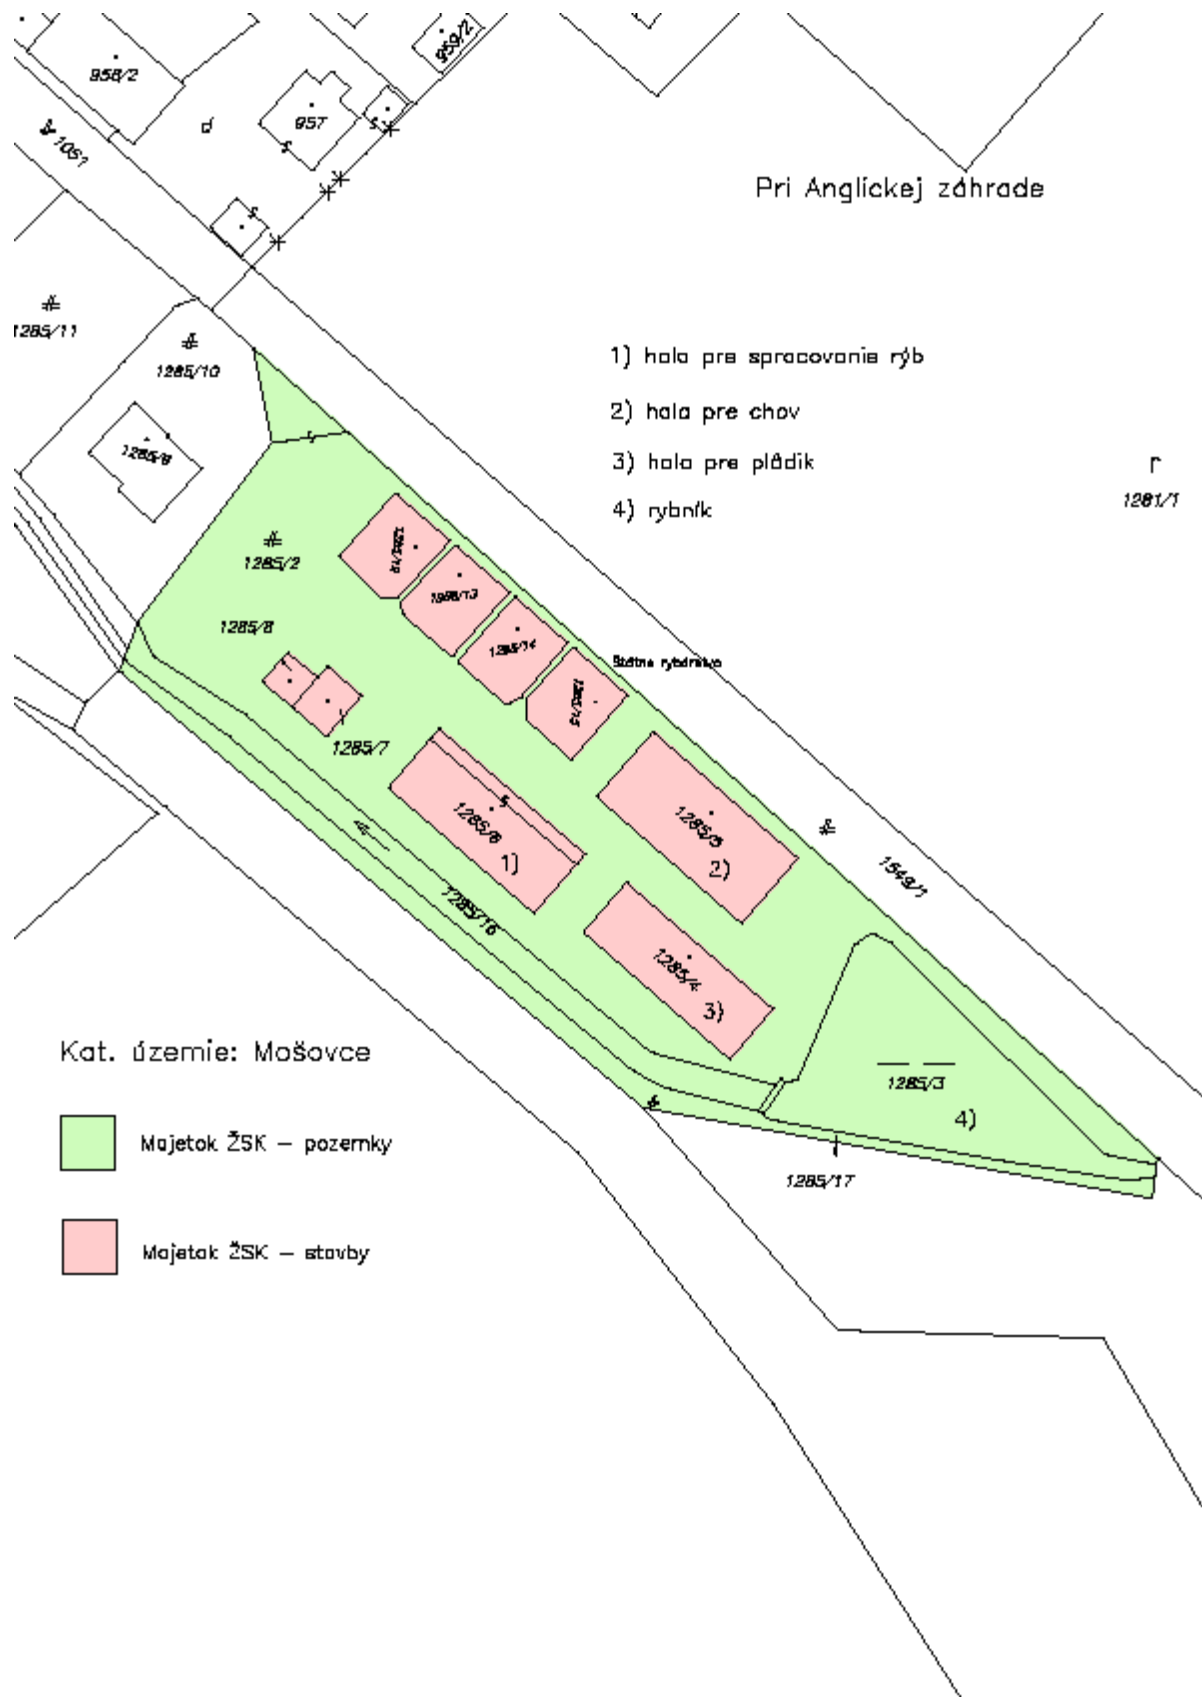 959/2
958/2
957
d
1051
Pri Anglickej záhrade
1285/11
1285/10
1) hala pre spracovanie rýb
2) hala pre chov
3) hala pre plôdik
4) rybník
1285/9
r
1281/1
1285/2
1285/8
1285/14
Štátne rybárstvo
1285/7
1285/6
1)
1285/5
2)
1549/1
1285/16
1285/4
3)
Kat. územie: Mošovce
1285/3
4)
Majetok ŽSK – pozemky
1285/17
Majetok ŽSK – stavby